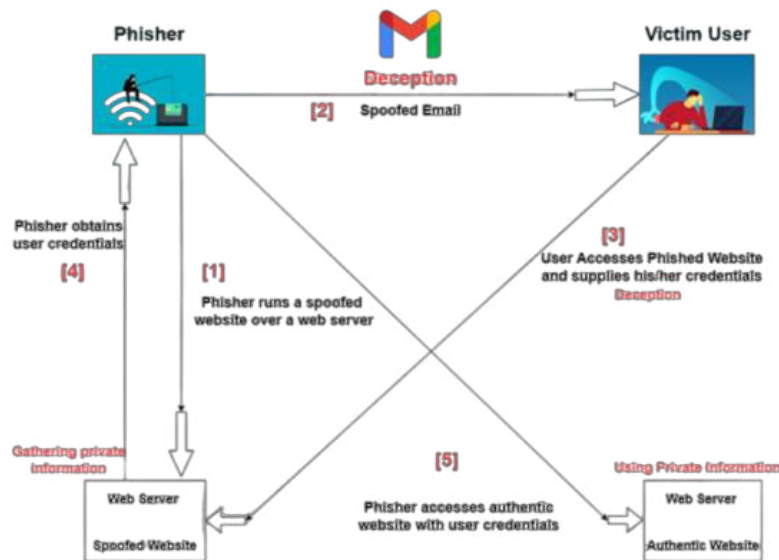 Phisher
Victim User
Deception
[2]
Spoofed Email
Phisher obtains
user credentials
[4]
[1]
Phisher runs a spoofed
website over a web server
[3]
User Accesses Phished Website
and supplies his/her credentials
Deception
Gathering private
information
Web Server
Spoofed Website
[5]
Phisher accesses authentic
website with user credentials
Using Private Information
Web Server
Authentic Website